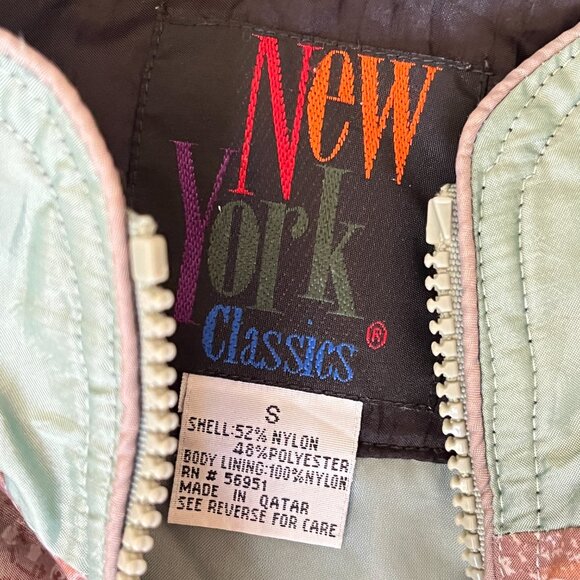 New
York
Classics®
S
SHELL:52% NYLON
48%POLYESTER
BODY LINING:100%NYLON
RN # 56951
MADE IN QATAR
SEE REVERSE FOR CARE